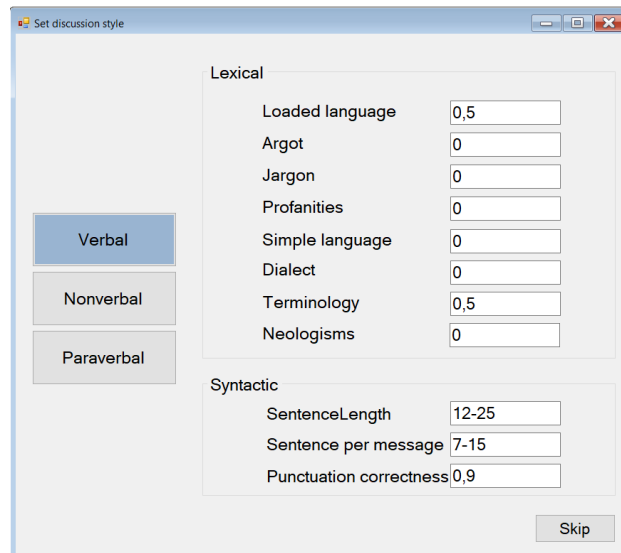 Set discussion style
Lexical
Loaded language 0,5
Argot 0
Jargon 0
Profanities 0
Verbal
Simple language 0
Dialect 0
Nonverbal
Terminology 0,5
Neologisms 0
Paraverbal
Syntactic
SentenceLength 12-25
Sentence per message 7-15
Punctuation correctness 0,9
Skip